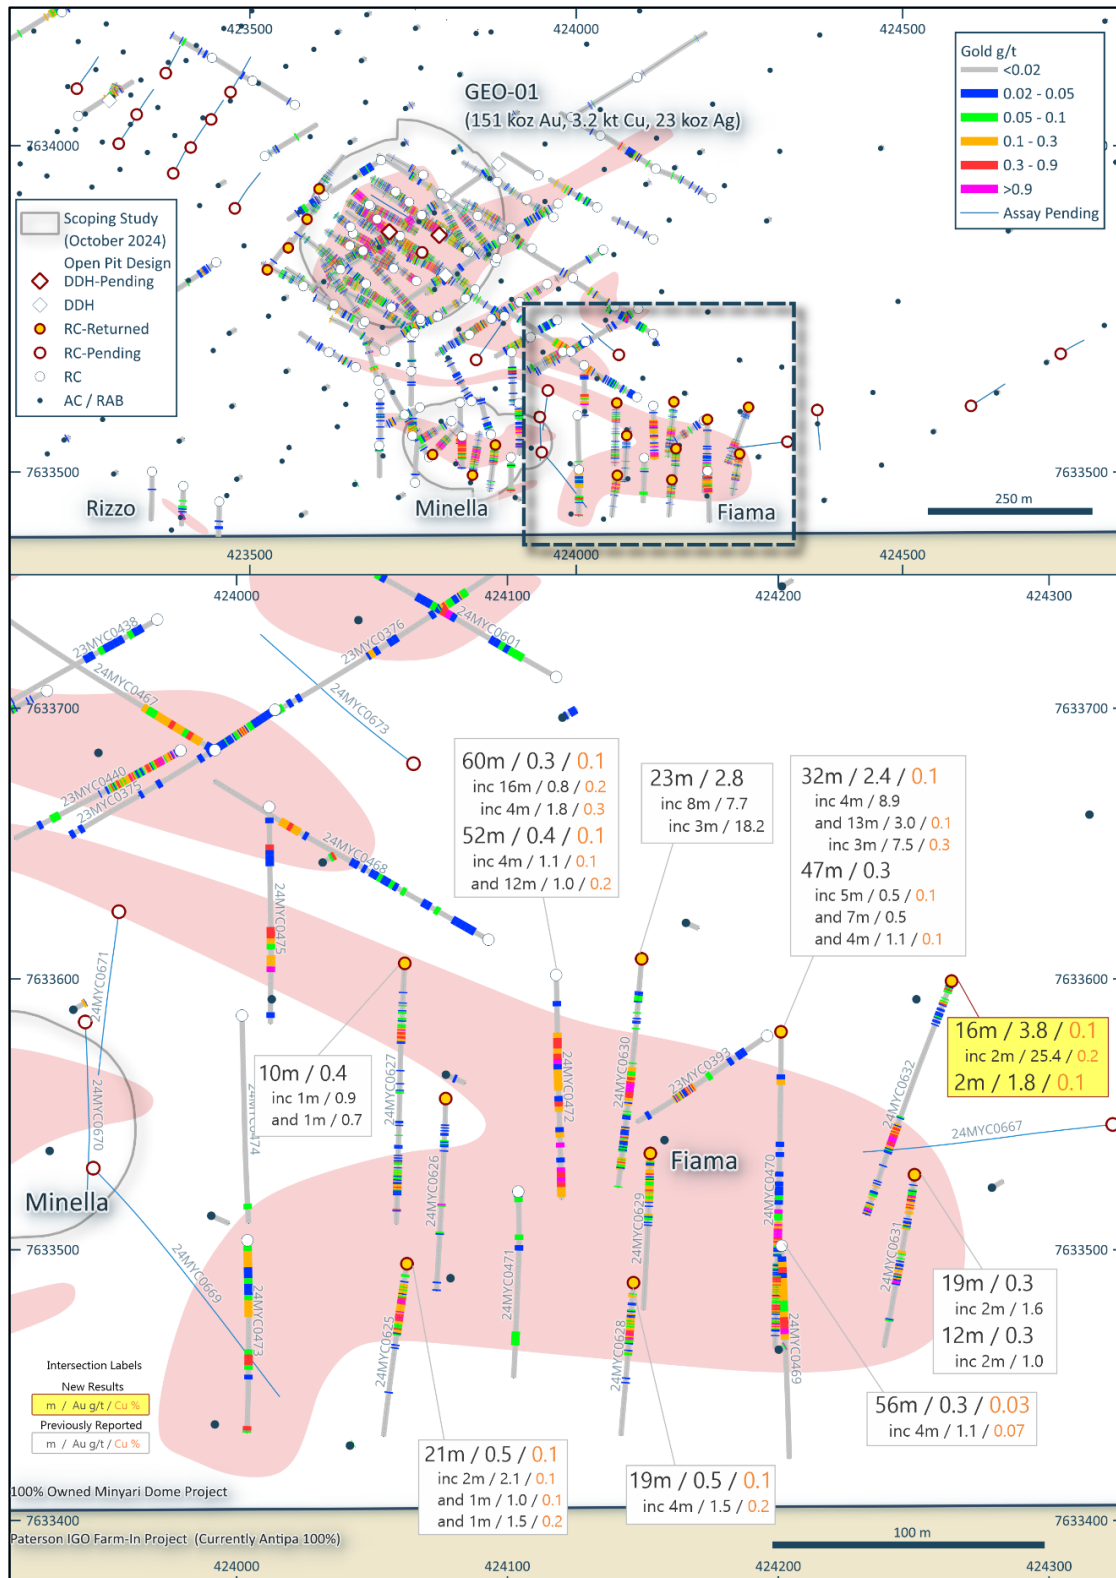 423500
424000
424500
7634000
7633500
GEO-01
(151 koz Au, 3.2 kt Cu, 23 koz Ag)
Gold g/t
<0.02
0.02 - 0.05
0.05 - 0.1
0.1 - 0.3
0.3 - 0.9
>0.9
Assay Pending
7634000
7633500
Scoping Study
(October 2024)
Open Pit Design
DDH-Pending
DDH
RC-Returned
RC-Pending
RC
AC / RAB
Rizzo
Minella
Fiama
250 m
423500
424000
424500
424000
424100
424200
424300
23MYC0438
24MYC0467
23MYC0376
24MYC0601
24MYC0673
7633700
7633700
23MYC0440
23MYC0375
24MYC0468
24MYC0475
60m / 0.3 / 0.1
inc 16m / 0.8 / 0.2
inc 4m / 1.8 / 0.3
52m / 0.4 / 0.1
inc 4m / 1.1 / 0.1
and 12m / 1.0 / 0.2
23m / 2.8
inc 8m / 7.7
inc 3m / 18.2
32m / 2.4 / 0.1
inc 4m / 8.9
and 13m / 3.0 / 0.1
inc 3m / 7.5 / 0.3
47m / 0.3
inc 5m / 0.5 / 0.1
and 7m / 0.5
and 4m / 1.1 / 0.1
7633600
7633600
24MYC0671
24MYC0670
24MYC0474
10m / 0.4
inc 1m / 0.9
and 1m / 0.7
24MYC0627
24MYC0626
24MYC0472
24MYC0630
23MYC0393
24MYC0632
16m / 3.8 / 0.1
inc 2m / 25.4 / 0.2
2m / 1.8 / 0.1
24MYC0667
Minella
Fiama
24MYC0470
24MYC0629
24MYC0631
7633500
7633500
24MYC0669
24MYC0473
24MYC0625
24MYC0471
24MYC0628
24MYC0469
19m / 0.3
inc 2m / 1.6
12m / 0.3
inc 2m / 1.0
56m / 0.3 / 0.03
inc 4m / 1.1 / 0.07
Intersection Labels
New Results
m / Au g/t / Cu %
Previously Reported
m / Au g/t / Cu %
21m / 0.5 / 0.1
inc 2m / 2.1 / 0.1
and 1m / 1.0 / 0.1
and 1m / 1.5 / 0.2
19m / 0.5 / 0.1
inc 4m / 1.5 / 0.2
100% Owned Minyari Dome Project
7633400
7633400
Paterson IGO Farm-In Project (Currently Antipa 100%)
100 m
424000
424100
424200
424300